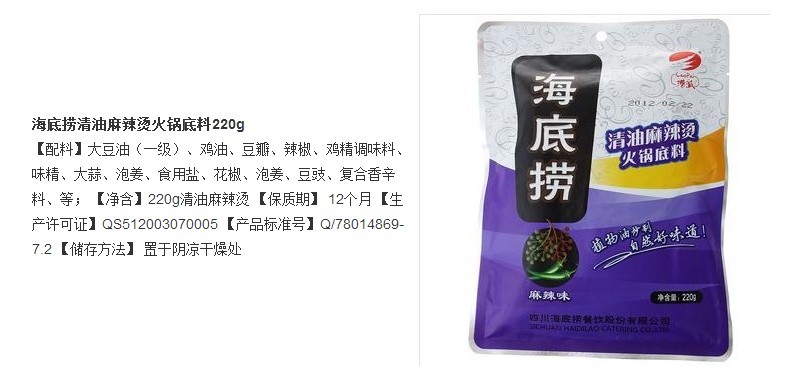 海底捞清油麻辣烫火锅底料220g
【配料】大豆油（一级）、鸡油、豆瓣、辣椒、鸡精调味料、
味精、大蒜、泡姜、食用盐、花椒、泡姜、豆豉、复合香辛
料、等； 【净含】220g清油麻辣烫 【保质期】 12个月 【生
产许可证】QS512003070005 【产品标准号】Q/78014869-
7.2 【储存方法】 置于阴凉干燥处
海底捞
2012/02/22
清油麻辣烫
火锅底料
植物油炒制
自然好味道！
麻辣味
净含量：220g
四川海底捞餐饮股份有限公司
SICHUAN HAIDILAO CATERING CO.,LTD